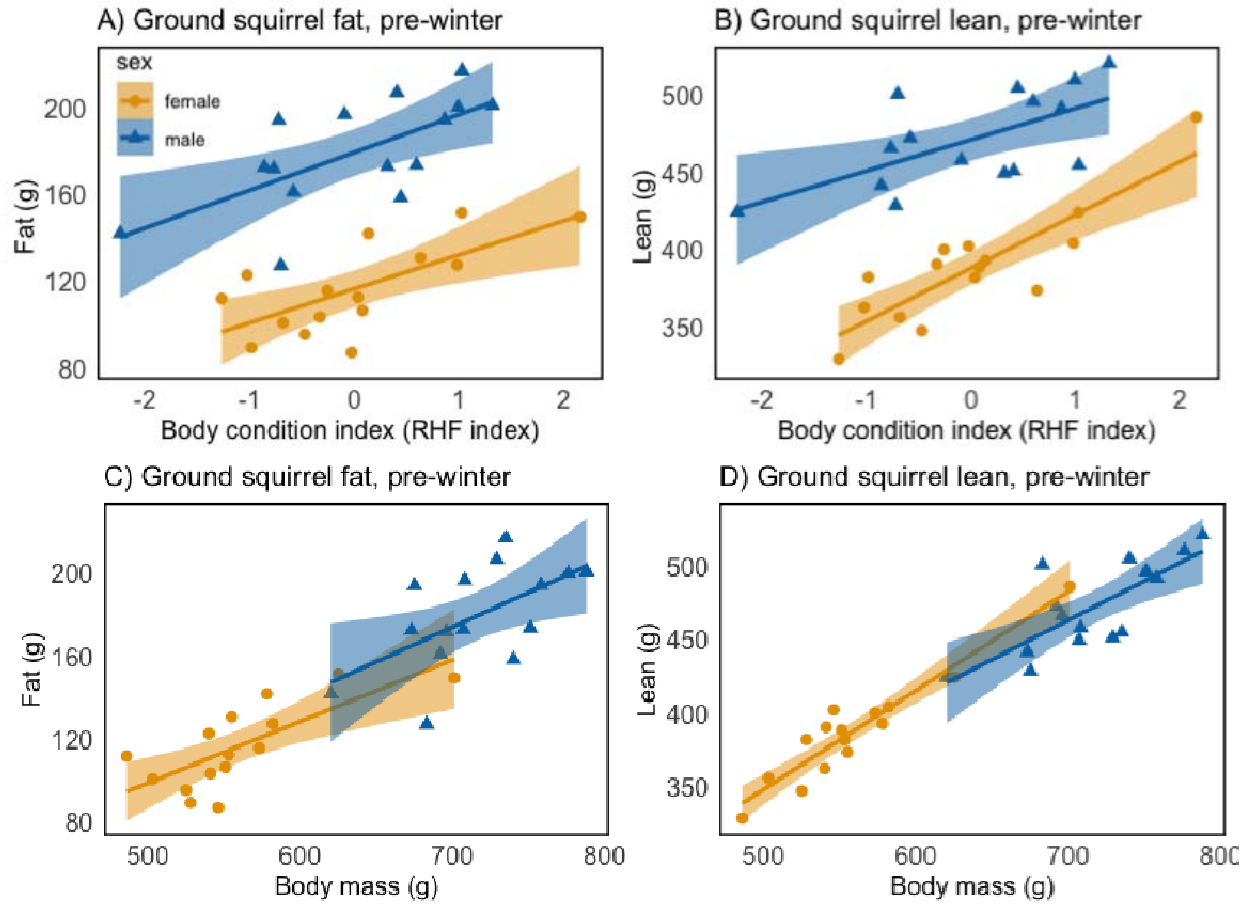 A) Ground squirrel fat, pre-winter
sex
female
male
200
160
120
80
Fat (g)
-2 -1 0 1 2
Body condition index (RHF index)
B) Ground squirrel lean, pre-winter
500
450
400
350
Lean (g)
-2 -1 0 1 2
Body condition index (RHF index)
C) Ground squirrel fat, pre-winter
200
160
120
80
Fat (g)
500 600 700 800
Body mass (g)
D) Ground squirrel lean, pre-winter
500
450
400
350
Lean (g)
500 600 700 800
Body mass (g)